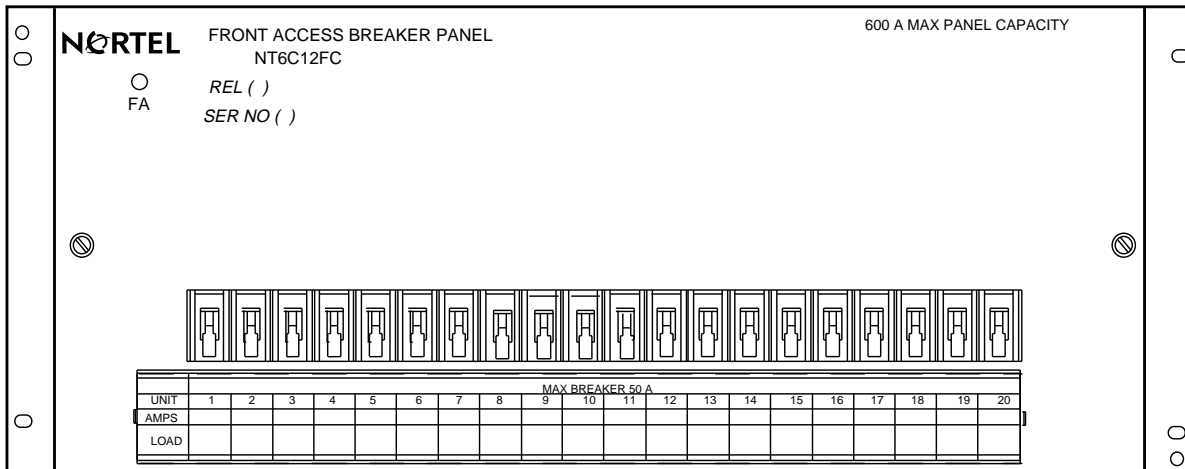 NORTEL
FRONT ACCESS BREAKER PANEL
NT6C12FC
600 A MAX PANEL CAPACITY
REL ( )
FA
SER NO ( )
MAX BREAKER 50 A
UNIT 1 2 3 4 5 6 7 8 9 10 11 12 13 14 15 16 17 18 19 20
AMPS
LOAD